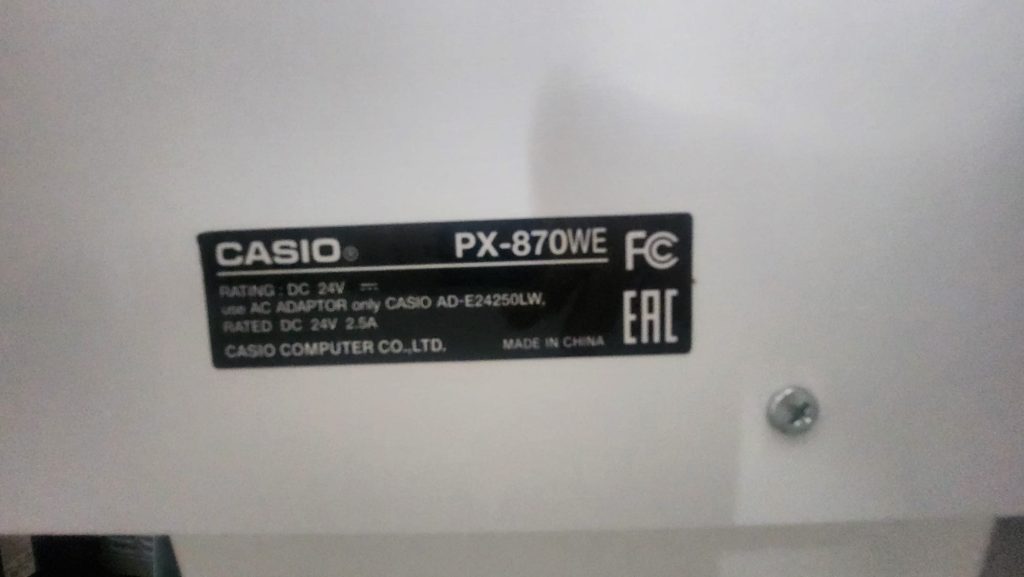 CASIO® PX-870WE FC
RATING : DC 24V ⎓
use AC ADAPTOR only CASIO AD-E24250LW,
RATED DC 24V 2.5A
EAC
CASIO COMPUTER CO.,LTD. MADE IN CHINA